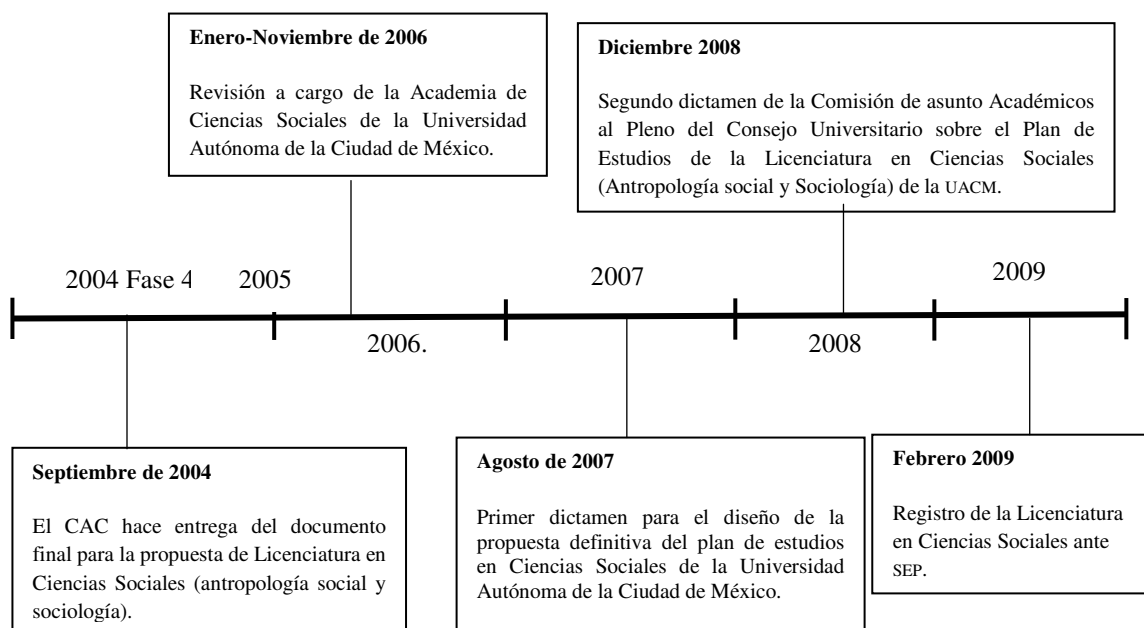 Enero-Noviembre de 2006
Revisión a cargo de la Academia de
Ciencias Sociales de la Universidad
Autónoma de la Ciudad de México.
Diciembre 2008
Segundo dictamen de la Comisión de asunto Académicos
al Pleno del Consejo Universitario sobre el Plan de
Estudios de la Licenciatura en Ciencias Sociales
(Antropología social y Sociología) de la UACM.
2004 Fase 4
2005
2006.
2007
2008
2009
Septiembre de 2004
El CAC hace entrega del documento
final para la propuesta de Licenciatura en
Ciencias Sociales (antropología social y
sociología).
Agosto de 2007
Primer dictamen para el diseño de la
propuesta definitiva del plan de estudios
en Ciencias Sociales de la Universidad
Autónoma de la Ciudad de México.
Febrero 2009
Registro de la Licenciatura
en Ciencias Sociales ante
SEP.